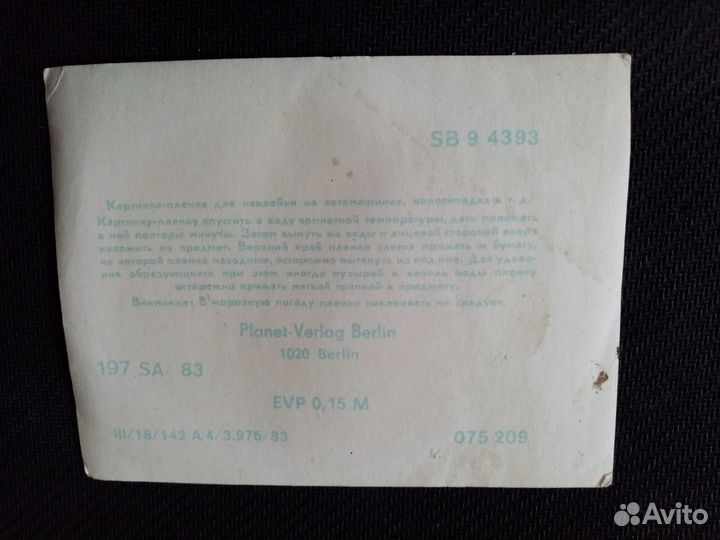 SB 9 4393
Картинка-пленка для наклейки на автомашинах, велосипедах и т. д.
Картинку-пленку опустить в воду комнатной температуры, дать полежать
в ней полторы минуты. Затем вынуть из воды и лицевой стороной вверх
наложить на предмет. Верхний край пленки слегка прижать и бумагу,
на которой пленка находится, осторожно вытянуть из под нее. Для удале-
ния образующихся при этом иногда пузырей и капель воды пленку
осторожно прижать мягкой тряпкой к предмету.
Внимание! В морозную погоду пленки наклеивать не следует.
Planet-Verlag Berlin
1020 Berlin
197 SA 83
EVP 0,15 M
III/18/142 A 4/3.976/83
075 209
Avito